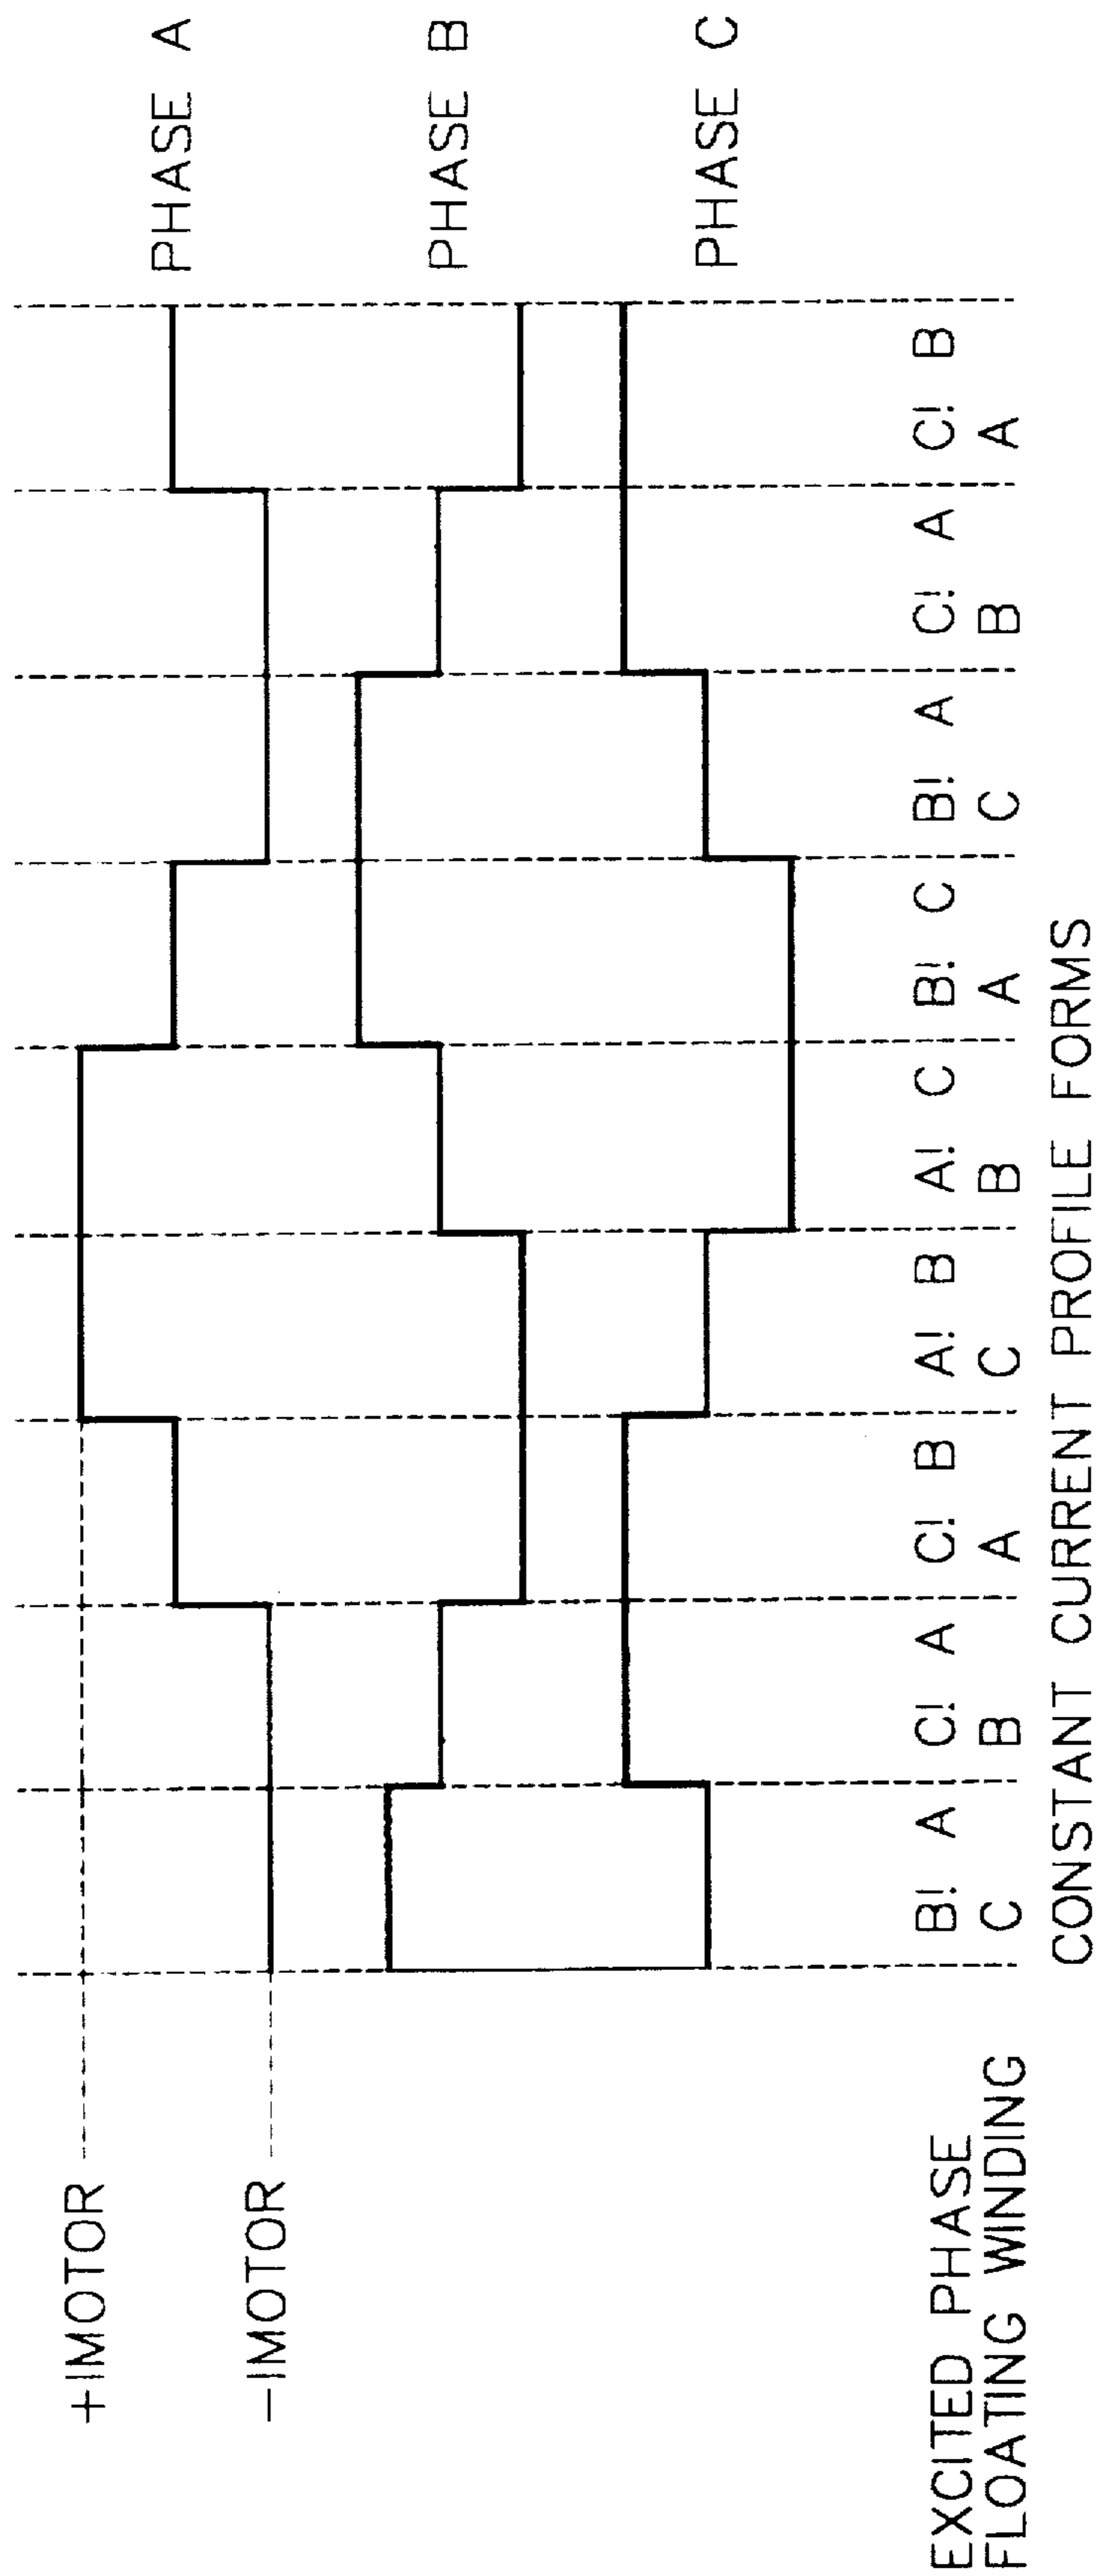 +IMOTOR
-IMOTOR
PHASE A
PHASE B
PHASE C
EXCITED PHASE B! A C! A C! B A! B A! C B! C B! A C! A C! B
FLOATING WINDING C B A C B A C B A
CONSTANT CURRENT PROFILE FORMS